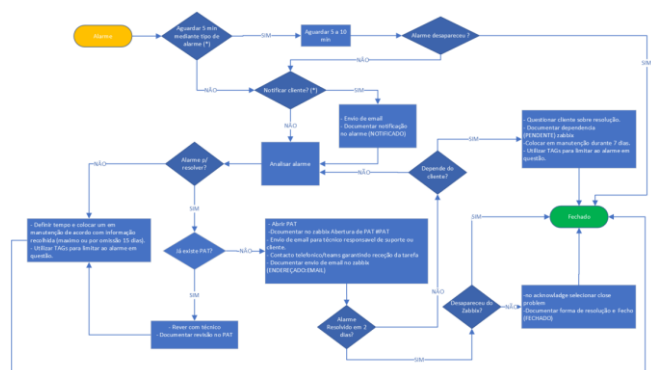 Alarme
Aguardar 5 min
mediante tipo de
alarme (*)
SIM
Aguardar 5 a 10
min
Alarme desapareceu ?
SIM
NÃO
NÃO
Notificar cliente? (*)
SIM
NÃO
- Envio de email
- Documentar notificação
no alarme (NOTIFICADO)
Analisar alarme
Alarme p/
resolver?
NÃO
SIM
NÃO
Depende do
cliente?
SIM
- Questionar cliente sobre resolução.
- Documentar dependencia
(PENDENTE) zabbix
-Colocar em manutenção durante 7 dias.
- Utilizar TAGs para limitar ao alarme em
questão.
- Definir tempo e colocar um em
manutenção de acordo com informação
recolhida (maximo ou por omissão 15 dias).
- Utilizar TAGs para limitar ao alarme em
questão.
Já existe PAT?
NÃO
SIM
- Abrir PAT
-Documentar no zabbix Abertura de PAT #PAT
- Envio de email para técnico responsavel de suporte ou
cliente.
- Contacto telefonico/teams garantindo receção da tarefa
- Documentar envio de email no zabbix
(ENDEREÇADO:EMAIL)
- Rever com técnico
- Documentar revisão no PAT
Alarme
Resolvido em 2
dias?
NÃO
SIM
Desapareceu do
Zabbix?
SIM
NÃO
Fechado
-no acknowladge selecionar close
problem
-Documentar forma de resolução e Fecho
(FECHADO)